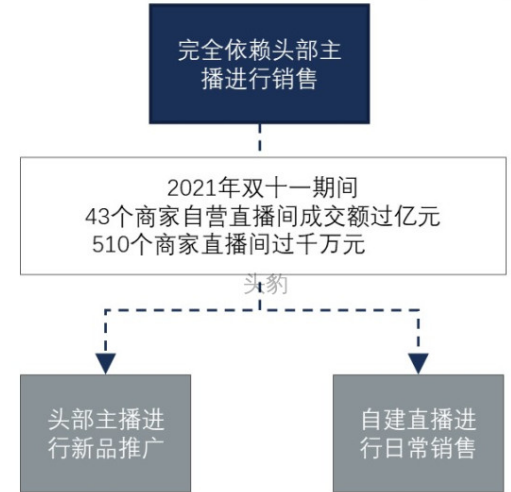 完全依赖头部主
播进行销售
2021年双十一期间
43个商家自营直播间成交额过亿元
510个商家直播间过千万元
头豹
头部主播进
行新品推广
自建直播进
行日常销售